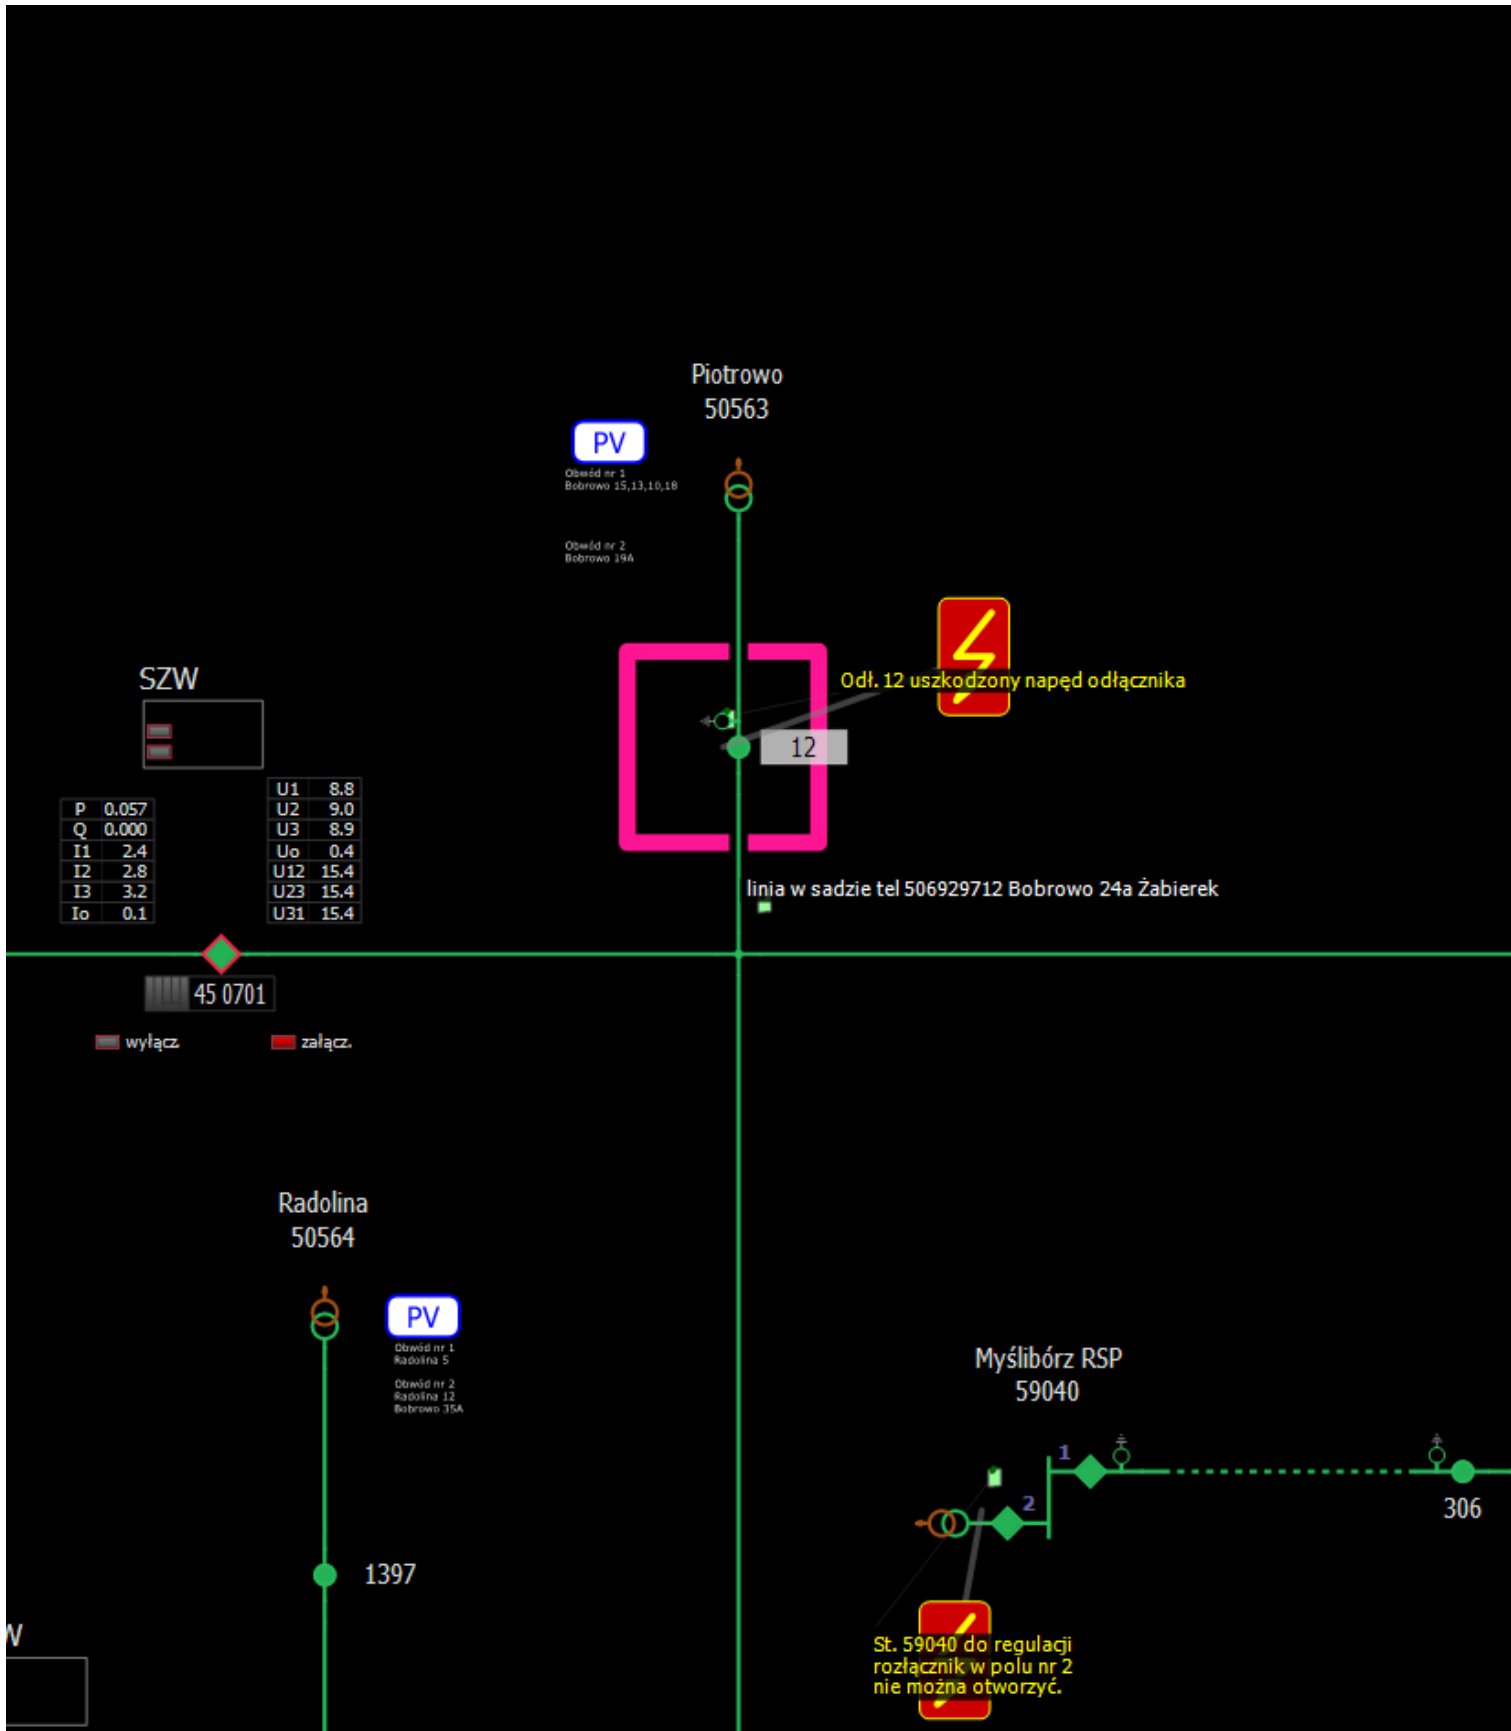 Piotrowo
50563
PV
Obwód nr 1
Bobrowo 15,13,10,18
Obwód nr 2
Bobrowo 19A
Odł. 12 uszkodzony napęd odłącznika
12
SZW
P 0.057
Q 0.000
I1 2.4
I2 2.8
I3 3.2
Io 0.1
U1 8.8
U2 9.0
U3 8.9
Uo 0.4
U12 15.4
U23 15.4
U31 15.4
linia w sadzie tel 506929712 Bobrowo 24a Żabierek
45 0701
wyłącz.
załącz.
Radolina
50564
PV
Obwód nr 1
Radolina 5
Obwód nr 2
Radolina 12
Bobrowo 35A
1397
Myślibórz RSP
59040
1
2
306
St. 59040 do regulacji
rozłącznik w polu nr 2
nie można otworzyć.
W